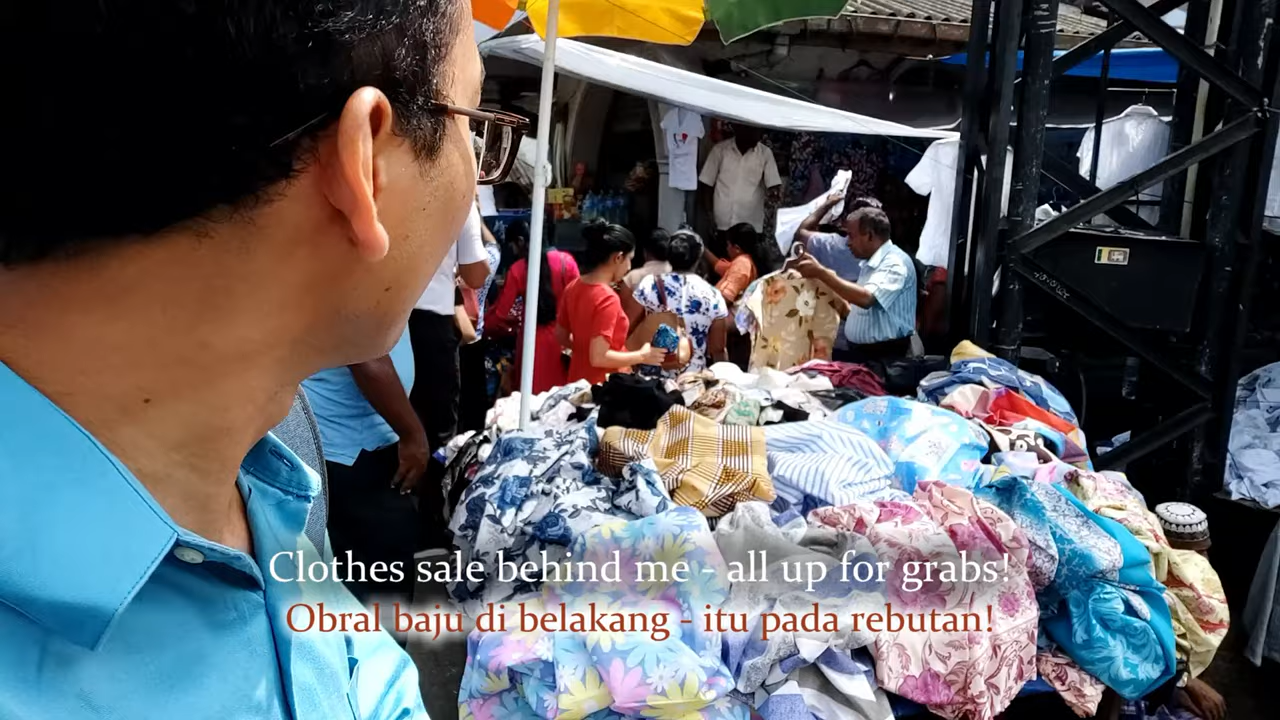 Clothes sale behind me - all up for grabs!
Obral baju di belakang - itu pada rebutan!